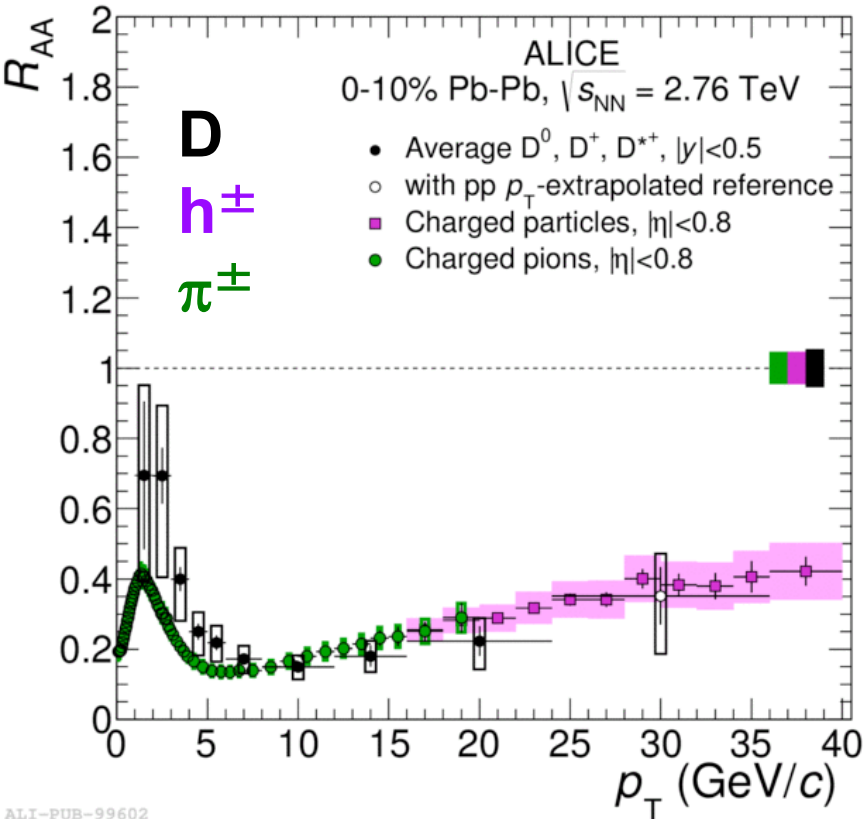 R_AA
2
1.8
1.6
1.4
1.2
1
0.8
0.6
0.4
0.2
0
ALICE
0-10% Pb-Pb, √s_NN = 2.76 TeV
D
h±
π±
Average D⁰, D⁺, D*⁺, |y|<0.5
with pp p_T-extrapolated reference
Charged particles, |η|<0.8
Charged pions, |η|<0.8
0 5 10 15 20 25 30 35 40
p_T (GeV/c)
ALI-PUB-99602